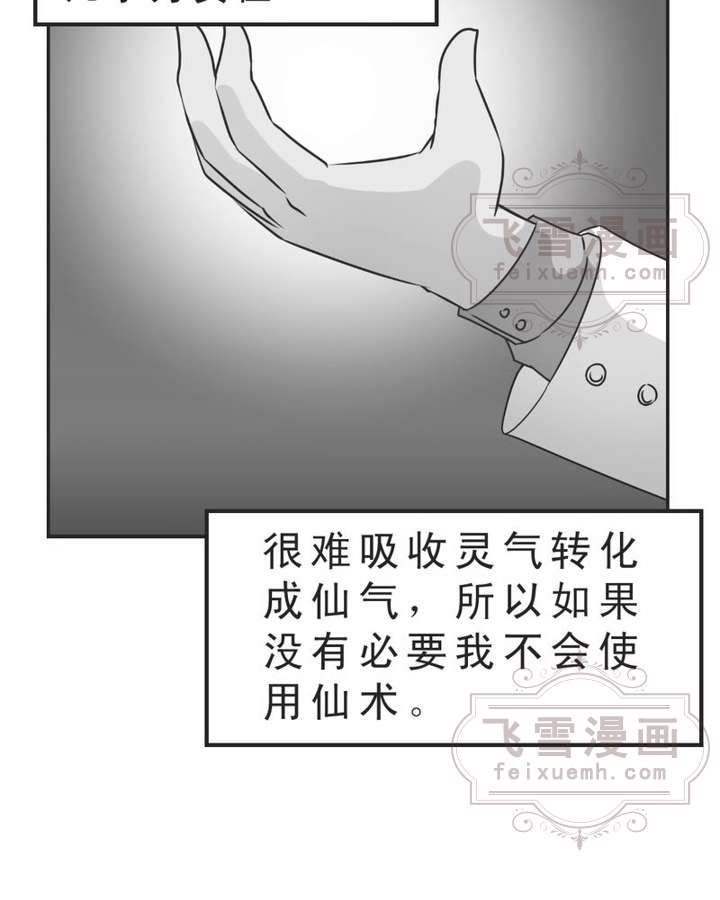 飞雪漫画
feixuemh.com
很难吸收灵气转化
成仙气，所以如果
没有必要我不会使
用仙术。
飞雪漫画
feixuemh.com